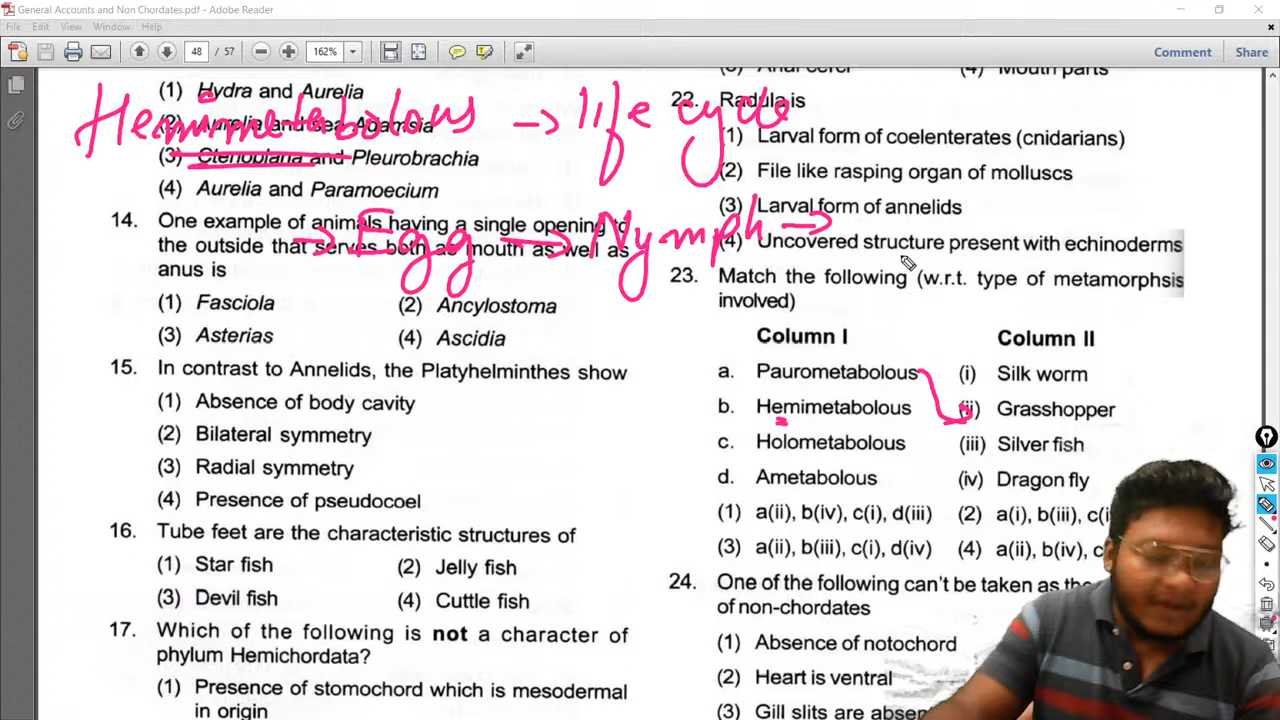 General Accounts and Non Chordates.pdf - Adobe Reader
File Edit View Window Help
48 / 57 162% Comment Share
(1) Hydra and Aurelia
(2) Aurelia and sea Adamsia
(3) Ctenoplana and Pleurobrachia
(4) Aurelia and Paramoecium
Hemimetabolous → life cycle
→ Egg → Nymph →
14. One example of animals having a single opening to
the outside that serves both as mouth as well as
anus is
(1) Fasciola (2) Ancylostoma
(3) Asterias (4) Ascidia
15. In contrast to Annelids, the Platyhelminthes show
(1) Absence of body cavity
(2) Bilateral symmetry
(3) Radial symmetry
(4) Presence of pseudocoel
16. Tube feet are the characteristic structures of
(1) Star fish (2) Jelly fish
(3) Devil fish (4) Cuttle fish
17. Which of the following is not a character of
phylum Hemichordata?
(1) Presence of stomochord which is mesodermal
in origin
(3) Anal cerci (4) Mouth parts
22. Radula is
(1) Larval form of coelenterates (cnidarians)
(2) File like rasping organ of molluscs
(3) Larval form of annelids
(4) Uncovered structure present with echinoderms
23. Match the following (w.r.t. type of metamorphsis
involved)
Column I Column II
a. Paurometabolous (i) Silk worm
b. Hemimetabolous (ii) Grasshopper
c. Holometabolous (iii) Silver fish
d. Ametabolous (iv) Dragon fly
(1) a(ii), b(iv), c(i), d(iii) (2) a(i), b(iii), c(i
(3) a(ii), b(iii), c(i), d(iv) (4) a(ii), b(iv), c
24. One of the following can't be taken as the
of non-chordates
(1) Absence of notochord
(2) Heart is ventral
(3) Gill slits are absen